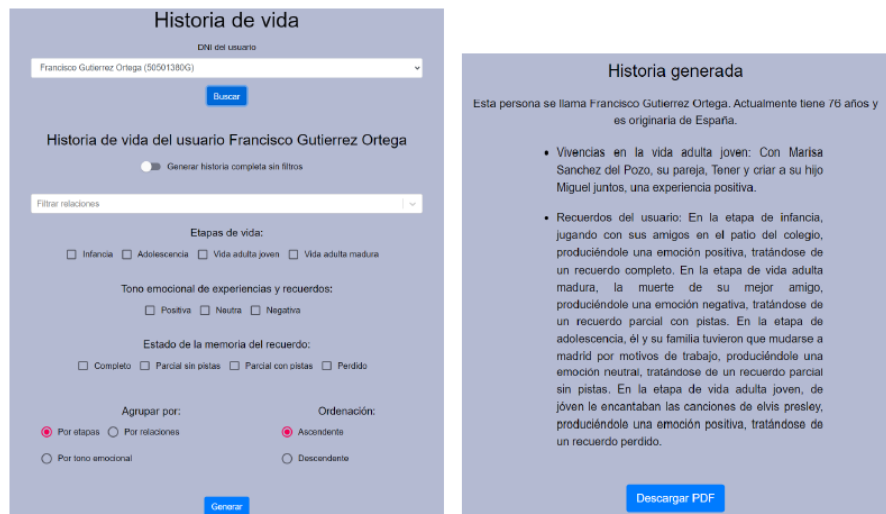 Historia de vida
DNI del usuario
Francisco Gutierrez Ortega (50501380G)
Buscar
Historia de vida del usuario Francisco Gutierrez Ortega
Generar historia completa sin filtros
Filtrar relaciones
Etapas de vida:
Infancia Adolescencia Vida adulta joven Vida adulta madura
Tono emocional de experiencias y recuerdos:
Positiva Neutra Negativa
Estado de la memoria del recuerdo:
Completo Parcial sin pistas Parcial con pistas Perdido
Agrupar por: Ordenación:
Por etapas Por relaciones Ascendente
Por tono emocional Descendente
Generar
Historia generada
Esta persona se llama Francisco Gutierrez Ortega. Actualmente tiene 76 años y
es originaria de España.
• Vivencias en la vida adulta joven: Con Marisa
Sanchez del Pozo, su pareja, Tener y criar a su hijo
Miguel juntos, una experiencia positiva.
• Recuerdos del usuario: En la etapa de infancia,
jugando con sus amigos en el patio del colegio,
produciéndole una emoción positiva, tratándose de
un recuerdo completo. En la etapa de vida adulta
madura, la muerte de su mejor amigo,
produciéndole una emoción negativa, tratándose de
un recuerdo parcial con pistas. En la etapa de
adolescencia, él y su familia tuvieron que mudarse a
madrid por motivos de trabajo, produciéndole una
emoción neutral, tratándose de un recuerdo parcial
sin pistas. En la etapa de vida adulta joven, de
jóven le encantaban las canciones de elvis presley,
produciéndole una emoción positiva, tratándose de
un recuerdo perdido.
Descargar PDF